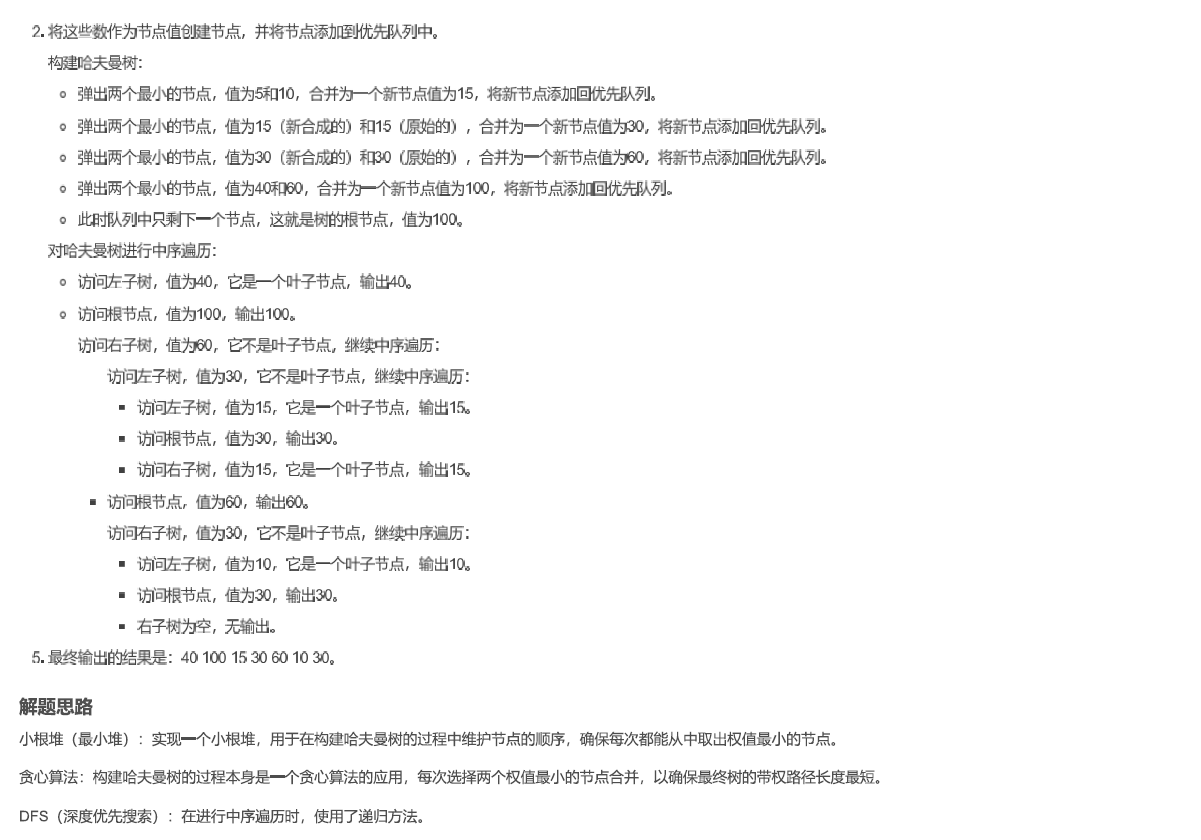 2. 将这些数作为节点值创建节点，并将节点添加到优先队列中。
构建哈夫曼树：
弹出两个最小的节点，值为5和10，合并为一个新节点值为15，将新节点添加回优先队列。
弹出两个最小的节点，值为15（新合成的）和15（原始的），合并为一个新节点值为30，将新节点添加回优先队列。
弹出两个最小的节点，值为30（新合成的）和30（原始的），合并为一个新节点值为60，将新节点添加回优先队列。
弹出两个最小的节点，值为40和60，合并为一个新节点值为100，将新节点添加回优先队列。
此时队列中只剩下一个节点，这就是树的根节点，值为100。
对哈夫曼树进行中序遍历：
访问左子树，值为40，它是一个叶子节点，输出40。
访问根节点，值为100，输出100。
访问右子树，值为60，它不是叶子节点，继续中序遍历：
访问左子树，值为30，它不是叶子节点，继续中序遍历：
访问左子树，值为15，它是一个叶子节点，输出15。
访问根节点，值为30，输出30。
访问右子树，值为15，它是一个叶子节点，输出15。
访问根节点，值为60，输出60。
访问右子树，值为30，它不是叶子节点，继续中序遍历：
访问左子树，值为10，它是一个叶子节点，输出10。
访问根节点，值为30，输出30。
右子树为空，无输出。
5. 最终输出的结果是：40 100 15 30 60 10 30。
解题思路
小根堆（最小堆）：实现一个小根堆，用于在构建哈夫曼树的过程中维护节点的顺序，确保每次都能从中取出权值最小的节点。
贪心算法：构建哈夫曼树的过程本身是一个贪心算法的应用，每次选择两个权值最小的节点合并，以确保最终树的带权路径长度最短。
DFS（深度优先搜索）：在进行中序遍历时，使用了递归方法。